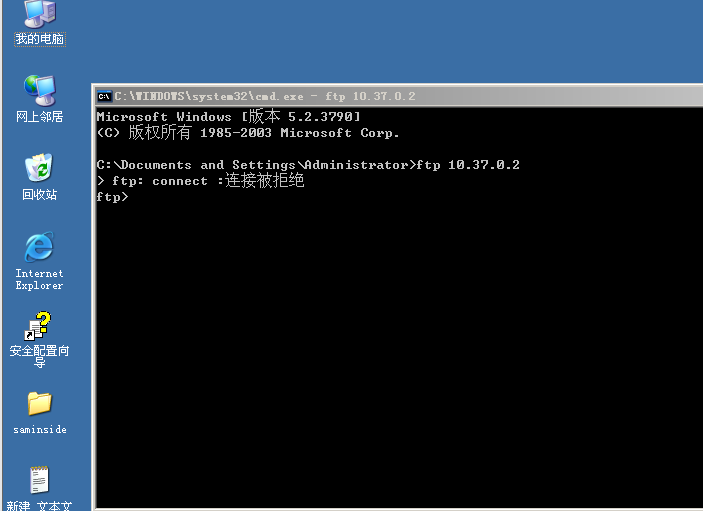 我的电脑
网上邻居
回收站
Internet
Explorer
安全配置向
导
saminside
新建 文本文
C:\WINDOWS\system32\cmd.exe - ftp 10.37.0.2
Microsoft Windows [版本 5.2.3790]
(C) 版权所有 1985-2003 Microsoft Corp.
C:\Documents and Settings\Administrator>ftp 10.37.0.2
> ftp: connect :连接被拒绝
ftp>